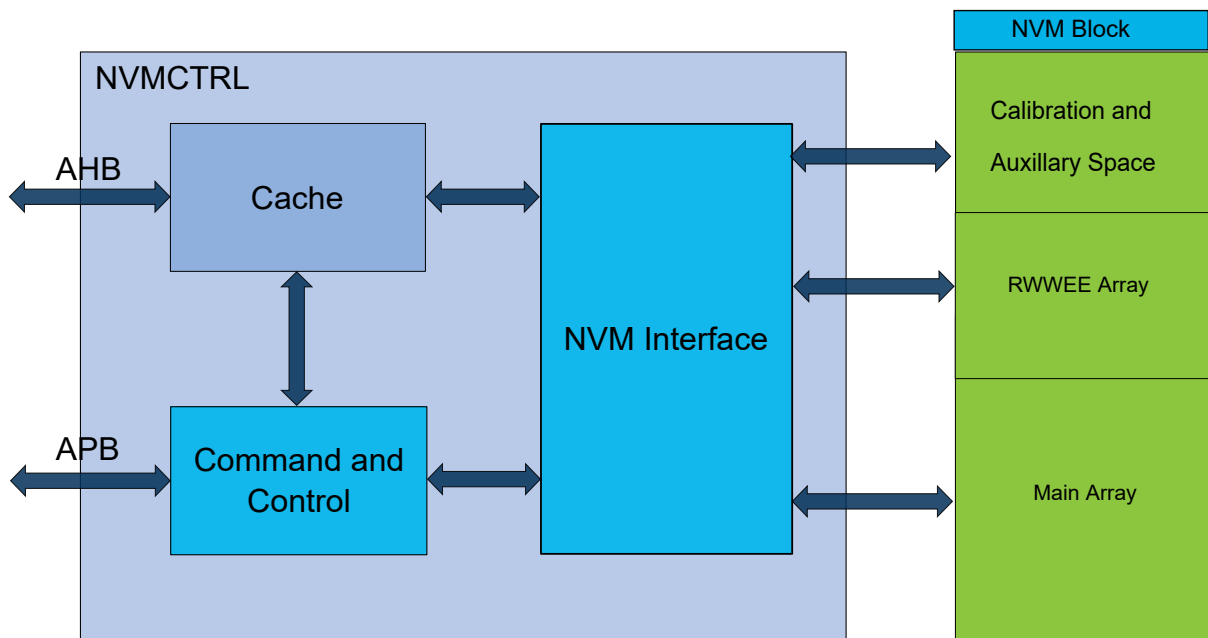 NVM Block
NVMCTRL
Calibration and
Auxillary Space
AHB
Cache
RWWEE Array
NVM Interface
APB
Command and
Control
Main Array